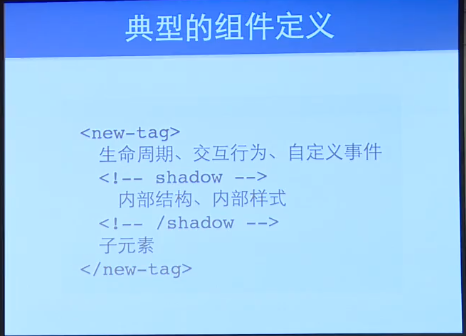 典型的组件定义
<new-tag>
生命周期、交互行为、自定义事件
<!-- shadow -->
内部结构、内部样式
<!-- /shadow -->
子元素
</new-tag>